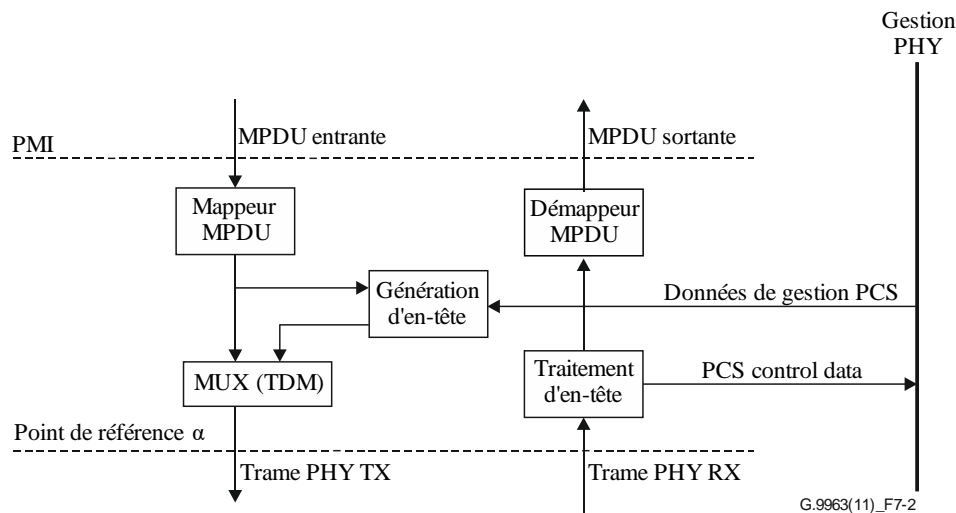 Gestion
PHY
MPDU entrante
MPDU sortante
PMI
Mappeur
MPDU
Démappeur
MPDU
Génération
d'en-tête
Données de gestion PCS
MUX (TDM)
Traitement
d'en-tête
PCS control data
Point de référence α
Trame PHY TX
Trame PHY RX
G.9963(11)_F7-2